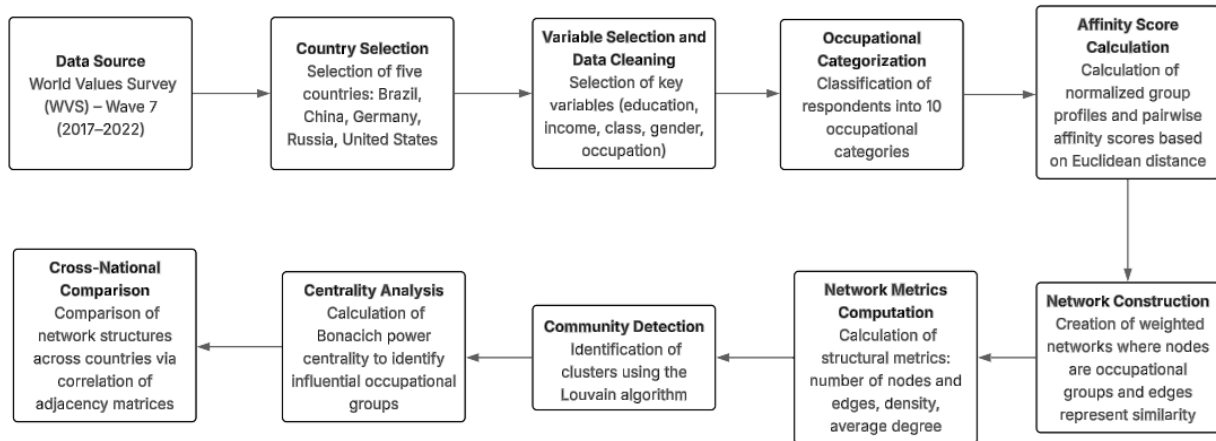 Data Source
World Values Survey
(WVS) – Wave 7
(2017–2022)
Country Selection
Selection of five
countries: Brazil,
China, Germany,
Russia, United States
Variable Selection and
Data Cleaning
Selection of key
variables (education,
income, class, gender,
occupation)
Occupational
Categorization
Classification of
respondents into 10
occupational
categories
Affinity Score
Calculation
Calculation of
normalized group
profiles and pairwise
affinity scores based
on Euclidean distance
Network Construction
Creation of weighted
networks where nodes
are occupational
groups and edges
represent similarity
Network Metrics
Computation
Calculation of
structural metrics:
number of nodes and
edges, density,
average degree
Community Detection
Identification of
clusters using the
Louvain algorithm
Centrality Analysis
Calculation of
Bonacich power
centrality to identify
influential occupational
groups
Cross-National
Comparison
Comparison of
network structures
across countries via
correlation of
adjacency matrices